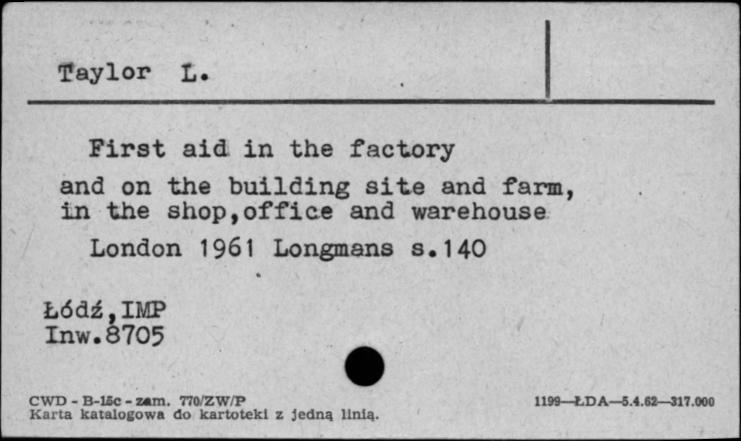 Taylor L.
First aid in the factory
and on the building site and farm,
in the shop,office and warehouse
London 1961 Longmans s.140
Łódź,IMP
Inw.8705
CWD - B-15c - zam. 770/ZW/P
Karta katalogowa do kartoteki z jedną linią.
1199—ŁDA—5.4.62—317.000